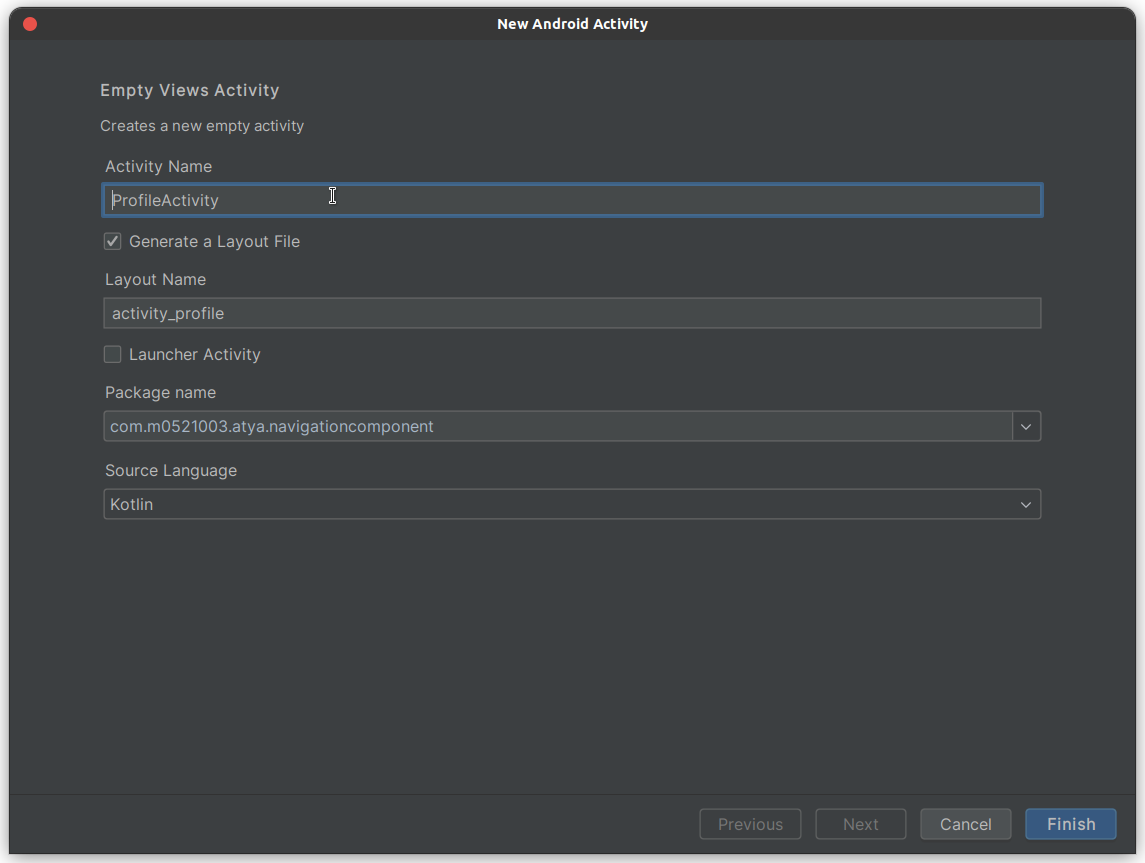 New Android Activity
Empty Views Activity
Creates a new empty activity
Activity Name
ProfileActivity
Generate a Layout File
Layout Name
activity_profile
Launcher Activity
Package name
com.m0521003.atya.navigationcomponent
Source Language
Kotlin
Previous Next Cancel Finish